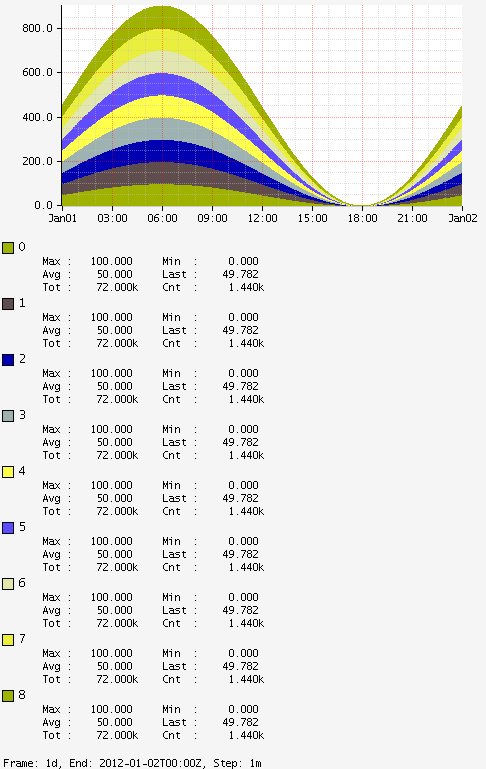 800.0
600.0
400.0
200.0
0.0
Jan01 03:00 06:00 09:00 12:00 15:00 18:00 21:00 Jan02
0
Max : 100.000 Min : 0.000
Avg : 50.000 Last : 49.782
Tot : 72.000k Cnt : 1.440k
1
Max : 100.000 Min : 0.000
Avg : 50.000 Last : 49.782
Tot : 72.000k Cnt : 1.440k
2
Max : 100.000 Min : 0.000
Avg : 50.000 Last : 49.782
Tot : 72.000k Cnt : 1.440k
3
Max : 100.000 Min : 0.000
Avg : 50.000 Last : 49.782
Tot : 72.000k Cnt : 1.440k
4
Max : 100.000 Min : 0.000
Avg : 50.000 Last : 49.782
Tot : 72.000k Cnt : 1.440k
5
Max : 100.000 Min : 0.000
Avg : 50.000 Last : 49.782
Tot : 72.000k Cnt : 1.440k
6
Max : 100.000 Min : 0.000
Avg : 50.000 Last : 49.782
Tot : 72.000k Cnt : 1.440k
7
Max : 100.000 Min : 0.000
Avg : 50.000 Last : 49.782
Tot : 72.000k Cnt : 1.440k
8
Max : 100.000 Min : 0.000
Avg : 50.000 Last : 49.782
Tot : 72.000k Cnt : 1.440k
Frame: 1d, End: 2012-01-02T00:00Z, Step: 1m